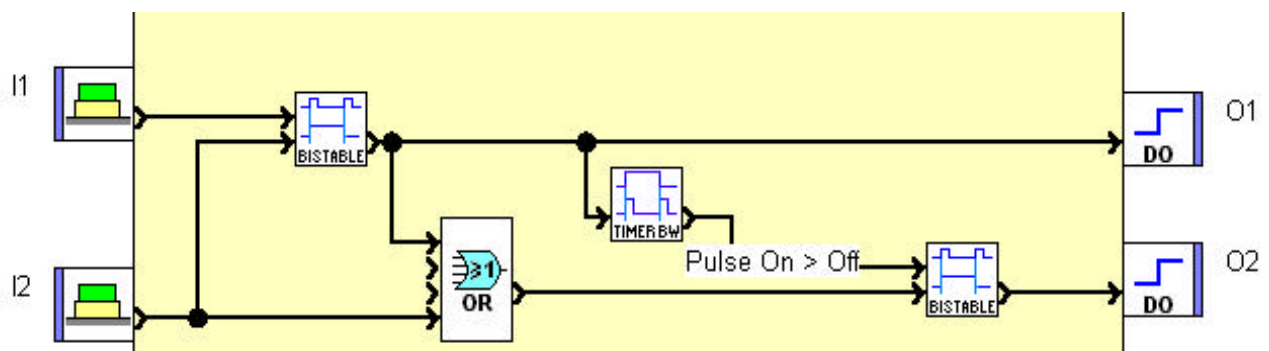 I1
BISTABLE
O1
DO
TIMER BW
Pulse On > Off
≥1
OR
I2
BISTABLE
O2
DO